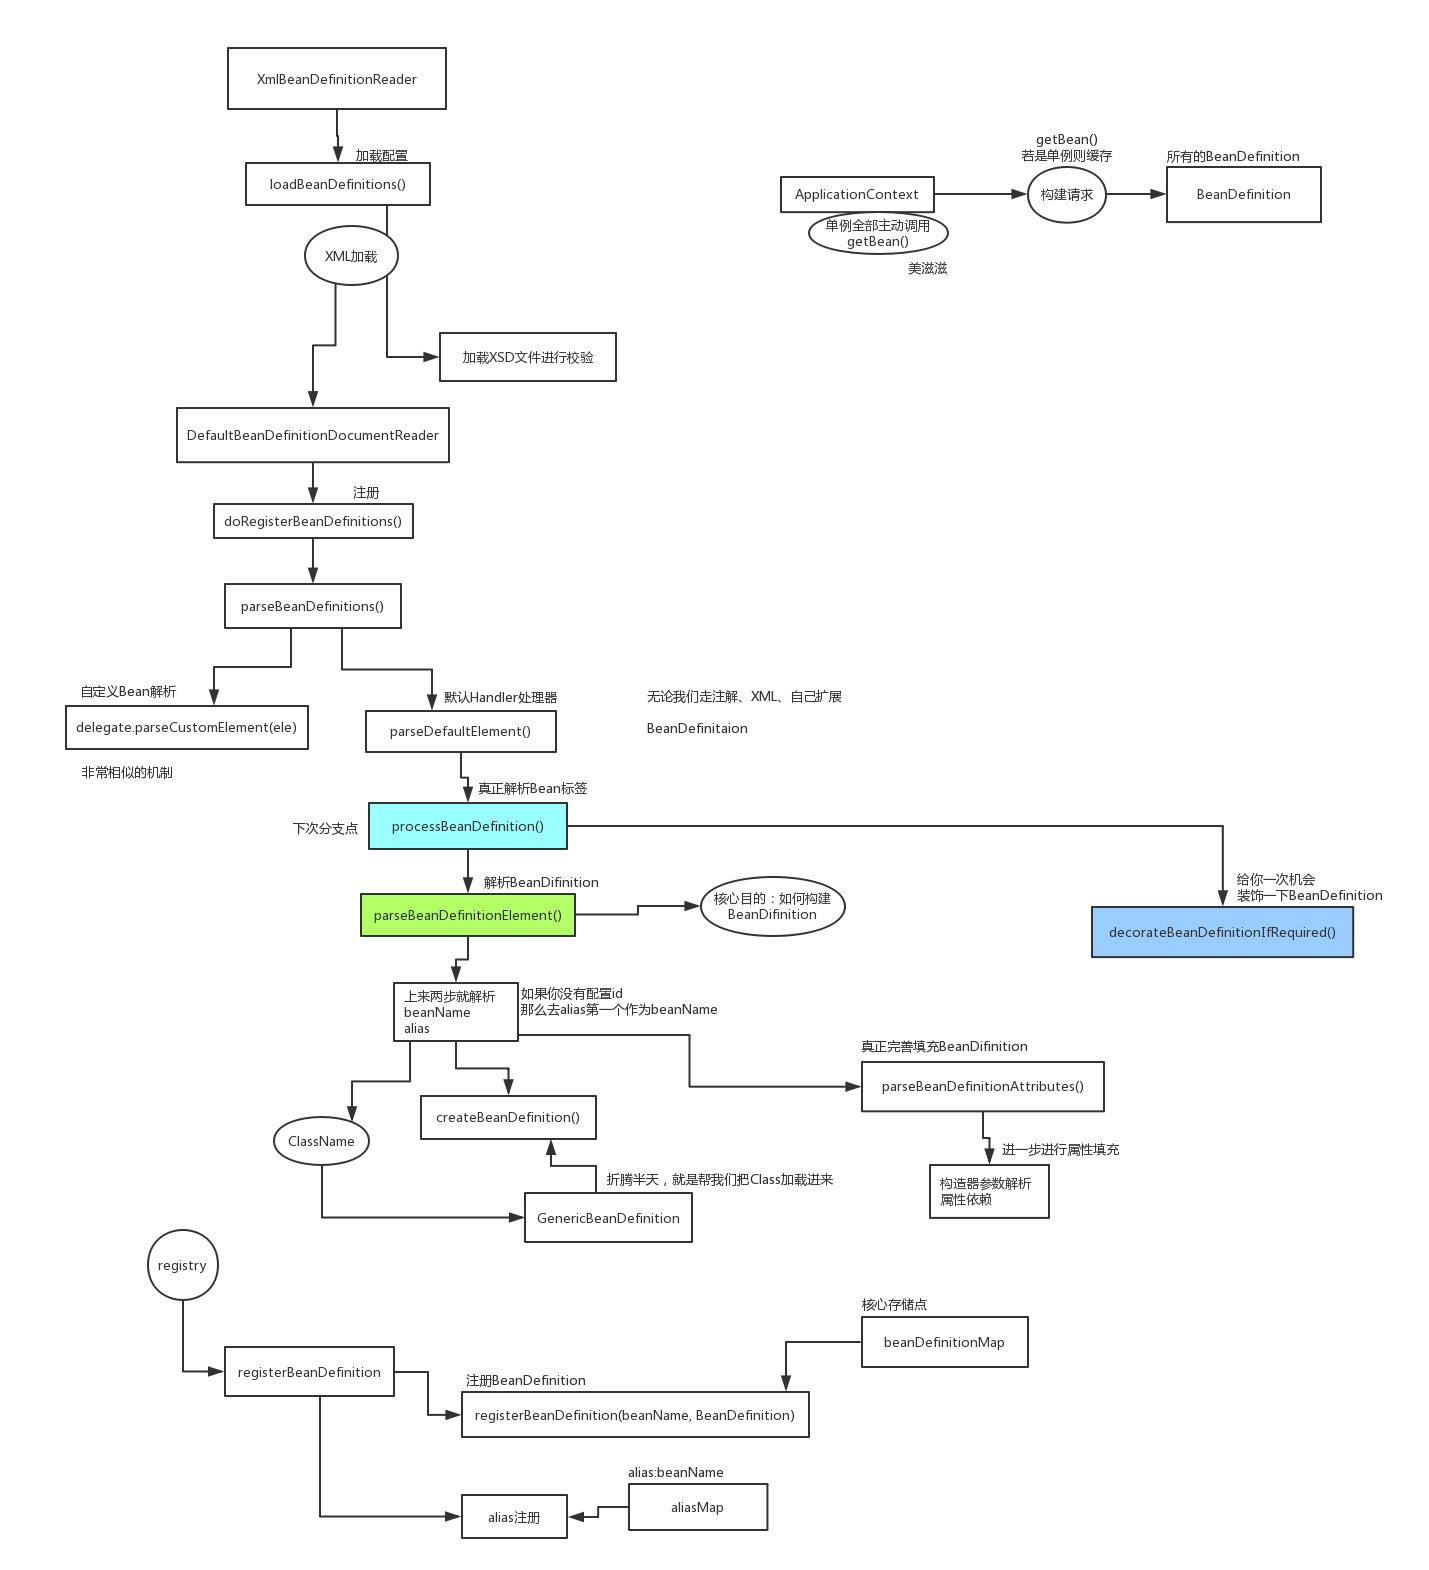 XmlBeanDefinitionReader
加载配置
loadBeanDefinitions()
XML加载
加载XSD文件进行校验
getBean()
若是单例则缓存
所有的BeanDefinition
ApplicationContext
构建请求
BeanDefinition
单例全部主动调用
getBean()
美滋滋
DefaultBeanDefinitionDocumentReader
注册
doRegisterBeanDefinitions()
parseBeanDefinitions()
自定义Bean解析
delegate.parseCustomElement(ele)
非常相似的机制
默认Handler处理器
parseDefaultElement()
无论我们走注解、XML、自己扩展
BeanDefinitaion
真正解析Bean标签
下次分支点
processBeanDefinition()
解析BeanDifinition
parseBeanDefinitionElement()
核心目的：如何构建
BeanDifinition
给你一次机会
装饰一下BeanDefinition
decorateBeanDefinitionIfRequired()
上来两步就解析
beanName
alias
如果你没有配置id
那么去alias第一个作为beanName
真正完善填充BeanDifinition
parseBeanDefinitionAttributes()
ClassName
createBeanDefinition()
进一步进行属性填充
构造器参数解析
属性依赖
折腾半天，就是帮我们把Class加载进来
GenericBeanDefinition
registry
registerBeanDefinition
核心存储点
beanDefinitionMap
注册BeanDefinition
registerBeanDefinition(beanName, BeanDefinition)
alias:beanName
aliasMap
alias注册